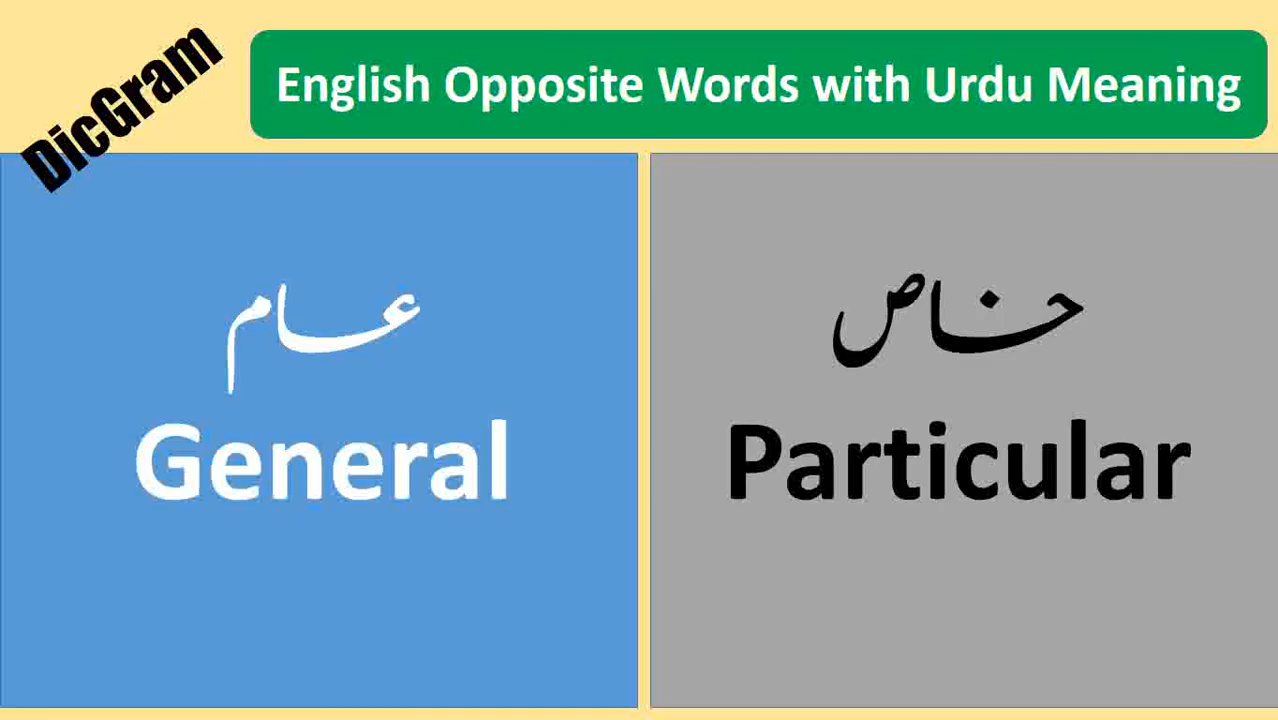 DicGram
English Opposite Words with Urdu Meaning
عام
General
خاص
Particular